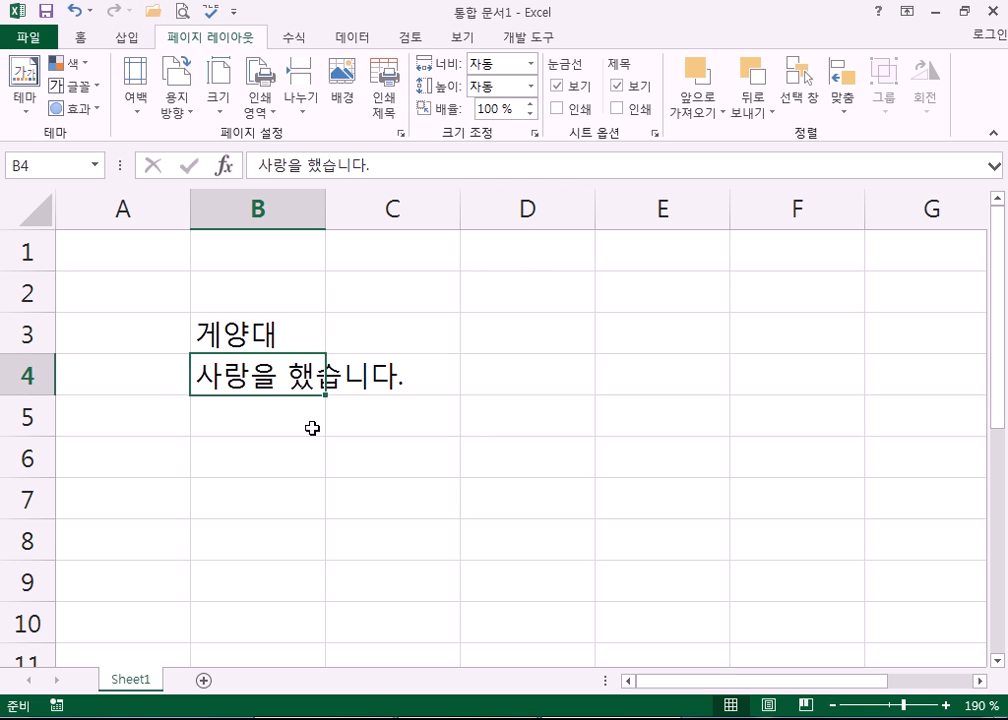 통합 문서1 - Excel
?
파일 홈 삽입 페이지 레이아웃 수식 데이터 검토 보기 개발 도구 로그인
테마
색
글꼴
효과
테마
여백
용지 방향
크기
인쇄 영역
나누기
배경
인쇄 제목
페이지 설정
너비: 자동
높이: 자동
배율: 100 %
크기 조정
눈금선 제목
보기 보기
인쇄 인쇄
시트 옵션
앞으로 가져오기
뒤로 보내기
선택 창
맞춤
그룹
회전
정렬
B4 fx 사랑을 했습니다.
A B C D E F G
1
2
3 게양대
4 사랑을 했습니다.
5
6
7
8
9
10
11
Sheet1
준비 190 %